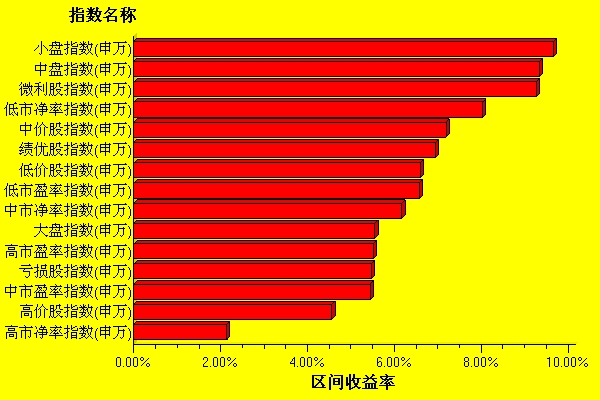 指数名称
小盘指数(申万)
中盘指数(申万)
微利股指数(申万)
低市净率指数(申万)
中价股指数(申万)
绩优股指数(申万)
低价股指数(申万)
低市盈率指数(申万)
中市净率指数(申万)
大盘指数(申万)
高市盈率指数(申万)
亏损股指数(申万)
中市盈率指数(申万)
高价股指数(申万)
高市净率指数(申万)
0.00% 2.00% 4.00% 6.00% 8.00% 10.00%
区间收益率